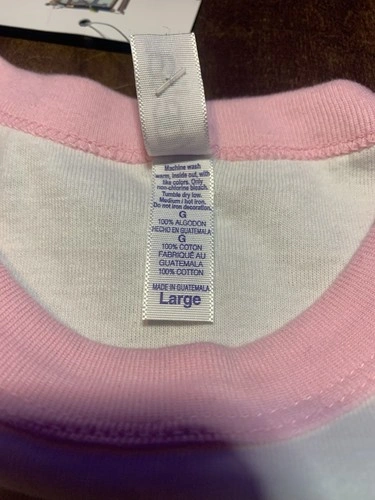 Machine wash
warm, inside out, with
like colors. Only
non-chlorine bleach.
Tumble dry low.
Medium / hot iron.
Do not iron decoration.
G
100% ALGODON
HECHO EN GUATEMALA
G
100% COTON
FABRIQUÉ AU
GUATEMALA
100% COTTON
MADE IN GUATEMALA
Large